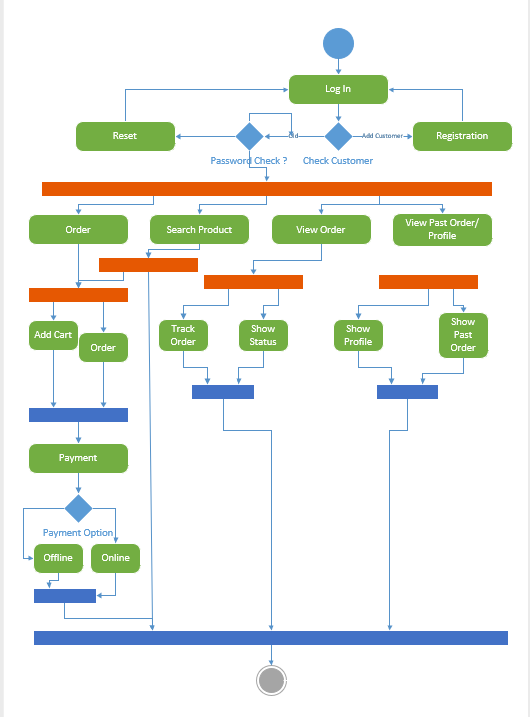 Log In
Reset
Old
Add Customer
Registration
Password Check ?
Check Customer
Order
Search Product
View Order
View Past Order/
Profile
Add Cart
Order
Track
Order
Show
Status
Show
Profile
Show
Past
Order
Payment
Payment Option
Offline
Online